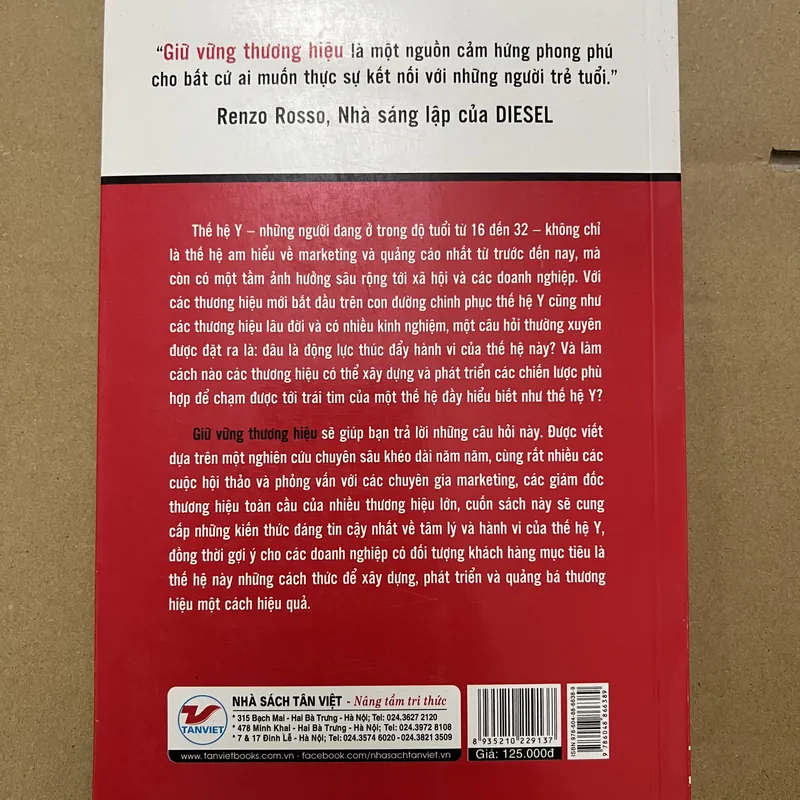 “Giữ vững thương hiệu là một nguồn cảm hứng phong phú
cho bất cứ ai muốn thực sự kết nối với những người trẻ tuổi.”
Renzo Rosso, Nhà sáng lập của DIESEL
Thế hệ Y – những người đang ở trong độ tuổi từ 16 đến 32 – không chỉ
là thế hệ am hiểu về marketing và quảng cáo nhất từ trước đến nay, mà
còn có một tầm ảnh hưởng sâu rộng tới xã hội và các doanh nghiệp. Với
các thương hiệu mới bắt đầu trên con đường chinh phục thế hệ Y cũng như
các thương hiệu lâu đời và có nhiều kinh nghiệm, một câu hỏi thường xuyên
được đặt ra là: đâu là động lực thúc đẩy hành vi của thế hệ này? Và làm
cách nào các thương hiệu có thể xây dựng và phát triển các chiến lược phù
hợp để chạm được tới trái tim của một thế hệ đầy hiểu biết như thế hệ Y?
Giữ vững thương hiệu sẽ giúp bạn trả lời những câu hỏi này. Được viết
dựa trên một nghiên cứu chuyên sâu khéo dài năm năm, cùng rất nhiều các
cuộc hội thảo và phỏng vấn với các chuyên gia marketing, các giám đốc
thương hiệu toàn cầu của nhiều thương hiệu lớn, cuốn sách này sẽ cung
cấp những kiến thức đáng tin cậy nhất về tâm lý và hành vi của thế hệ Y,
đồng thời gợi ý cho các doanh nghiệp có đối tượng khách hàng mục tiêu là
thế hệ này những cách thức để xây dựng, phát triển và quảng bá thương
hiệu một cách hiệu quả.
TANVIET
NHÀ SÁCH TÂN VIỆT - Nâng tầm tri thức
* 315 Bạch Mai - Hai Bà Trưng - Hà Nội; Tel: 024.3627 2120
* 478 Minh Khai - Hai Bà Trưng - Hà Nội; Tel: 024.3972 8108
* 7 & 17 Đinh Lễ - Hà Nội; Tel: 024.3574 6020 - 024.3821 3509
www.tanvietbooks.com.vn - facebook.com/nhasachtanviet.vn
8 935210 229137
Giá: 125.000đ
ISBN 978-604-86-6638-9
9 786048 866389